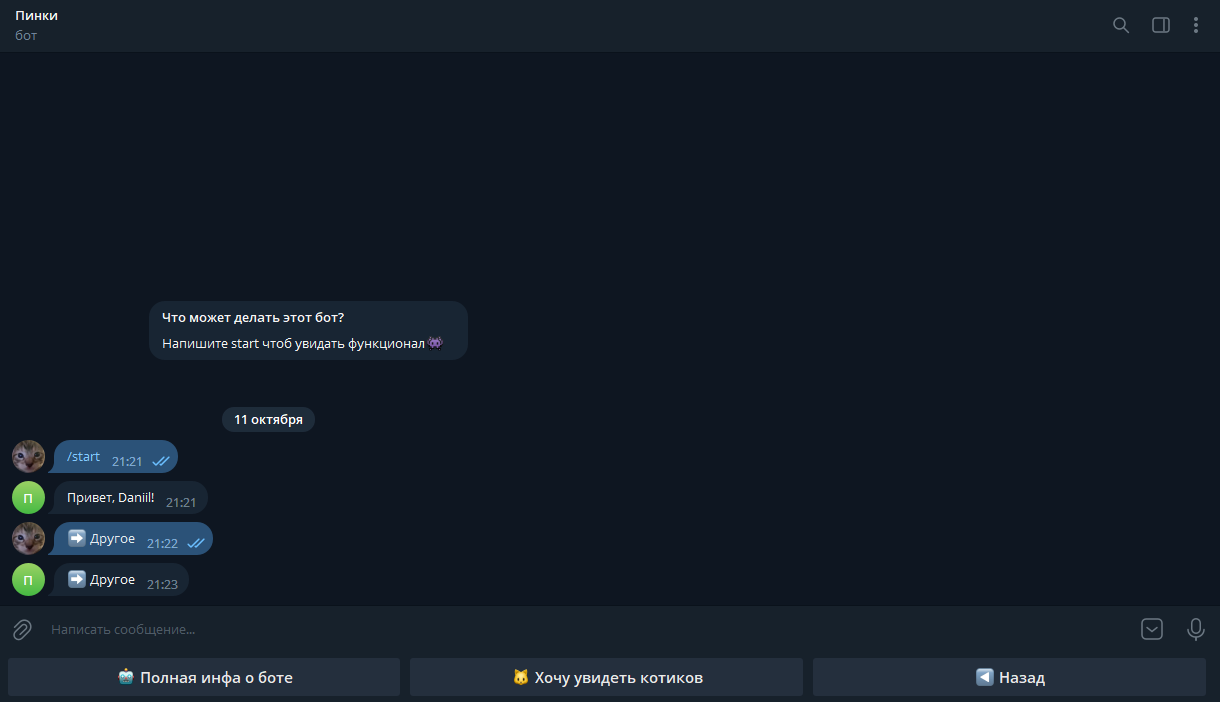 Пинки
бот
Что может делать этот бот?
Напишите start чтоб увидать функционал👾
11 октября
/start 21:21
П
Привет, Daniil! 21:21
➡️ Другое 21:22
П
➡️ Другое 21:23
Написать сообщение...
🤖 Полная инфа о боте
🐱 Хочу увидеть котиков
◀️ Назад